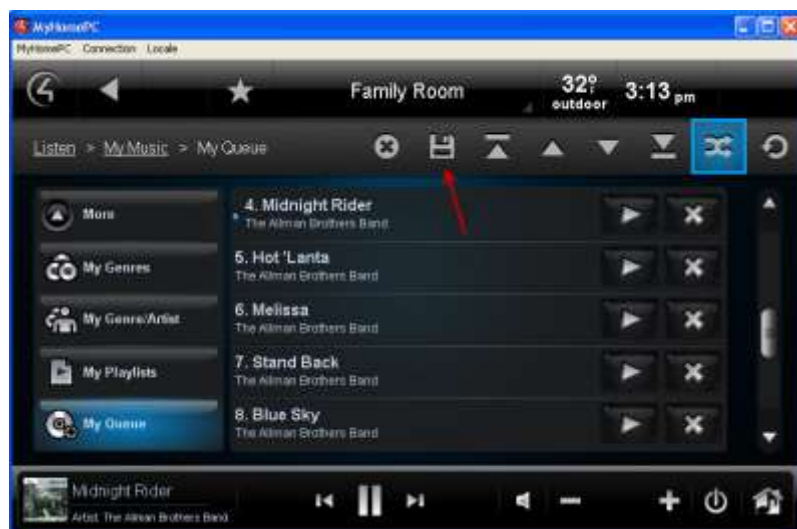 MyHomePC
MyHomePC Connection Locale
Family Room
32°F
outdoor
3:13 pm
Listen > My Music > My Queue
More
My Genres
My Genre/Artist
My Playlists
My Queue
4. Midnight Rider
The Allman Brothers Band
5. Hot 'Lanta
The Allman Brothers Band
6. Melissa
The Allman Brothers Band
7. Stand Back
The Allman Brothers Band
8. Blue Sky
The Allman Brothers Band
Midnight Rider
Artist: The Allman Brothers Band